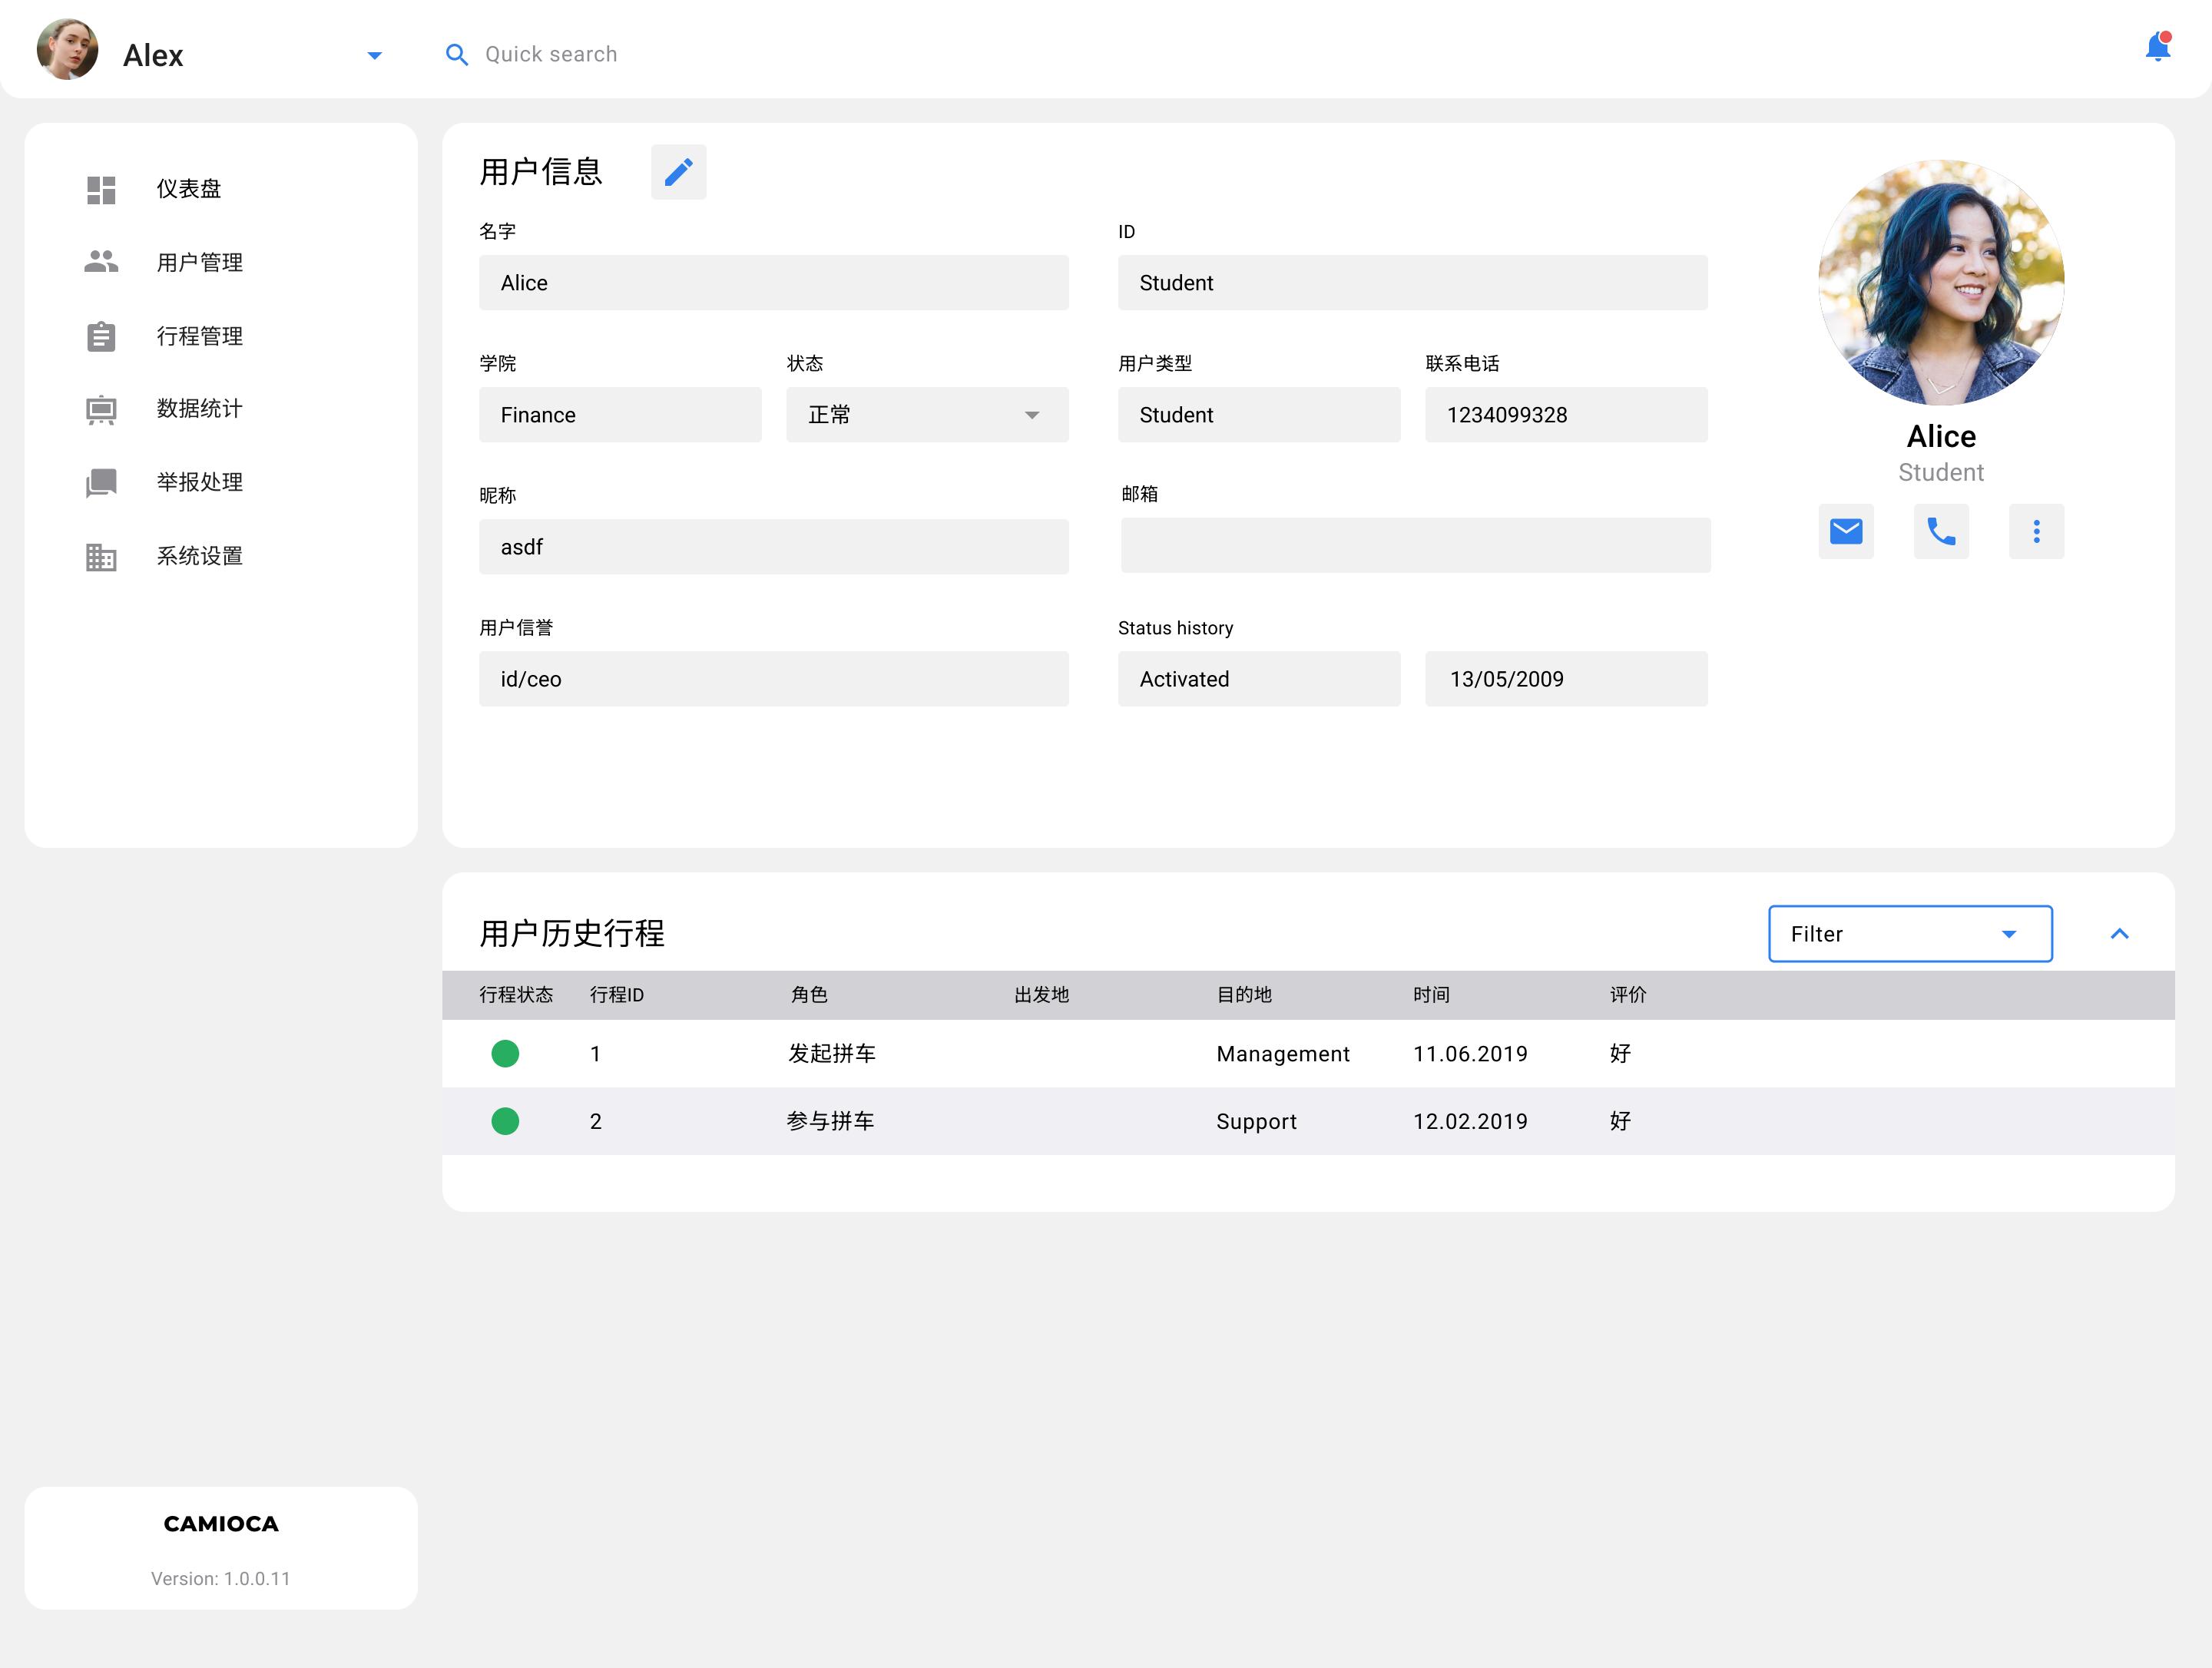 Alex
Quick search
仪表盘
用户管理
行程管理
数据统计
举报处理
系统设置
用户信息
名字
ID
Alice
Student
学院
状态
用户类型
联系电话
Finance
正常
Student
1234099328
昵称
邮箱
asdf
用户信誉
Status history
id/ceo
Activated
13/05/2009
Alice
Student
用户历史行程
Filter
行程状态 行程ID 角色 出发地 目的地 时间 评价
1 发起拼车 Management 11.06.2019 好
2 参与拼车 Support 12.02.2019 好
CAMIOCA
Version: 1.0.0.11